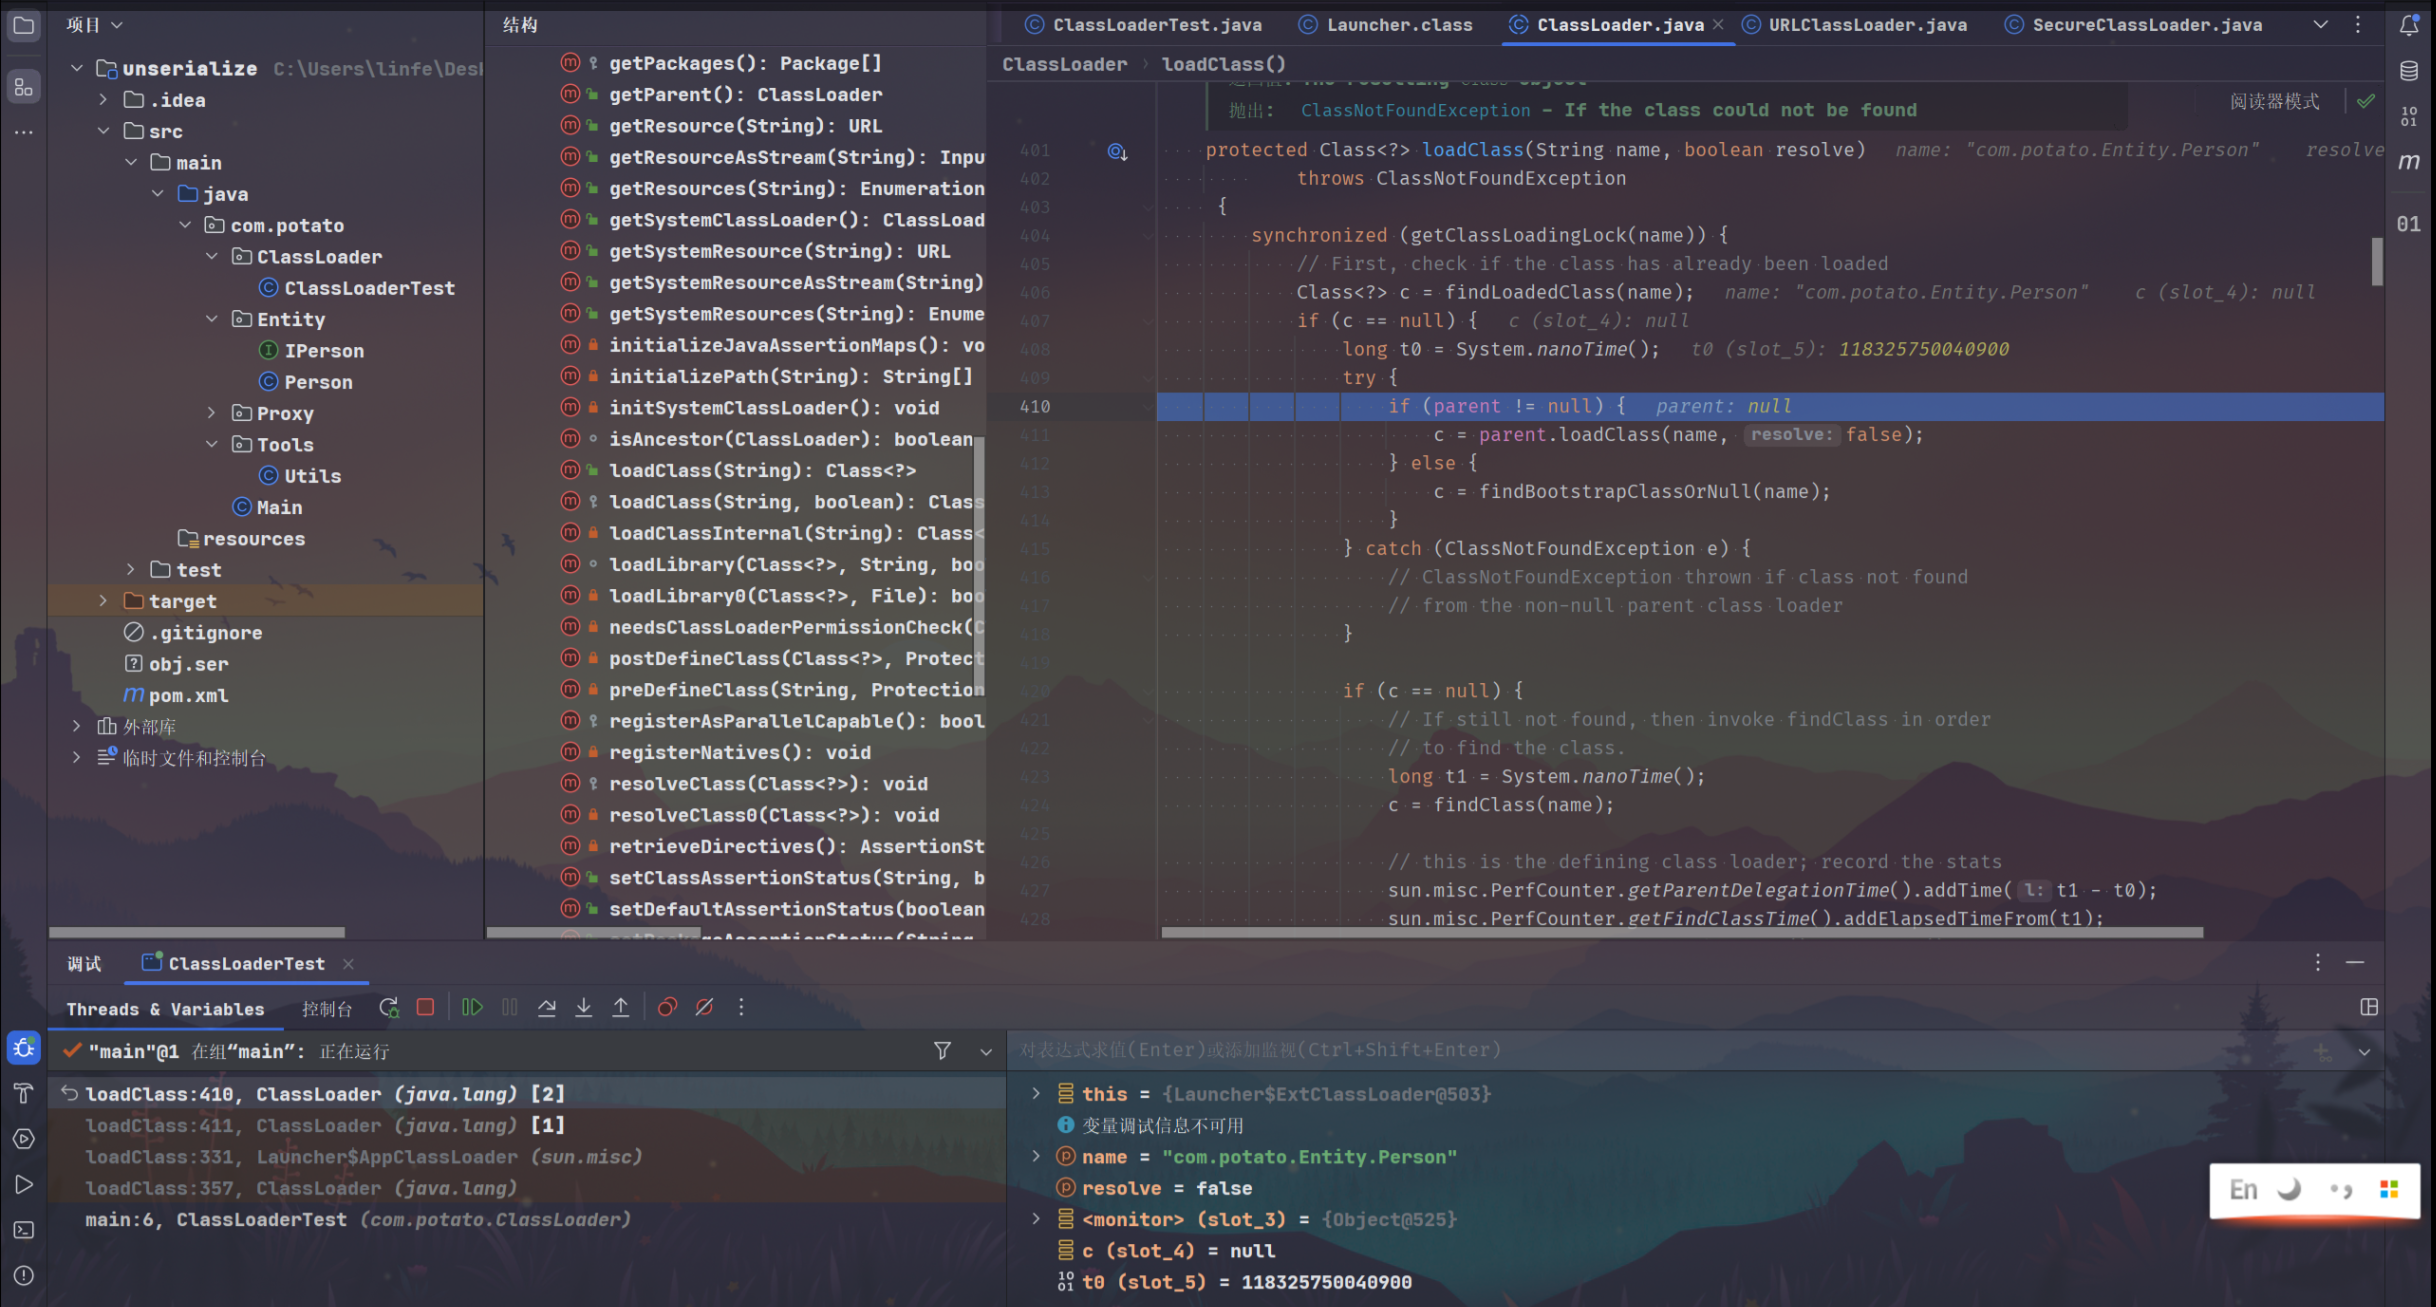 项目
unserialize C:\Users\linfe\Desk
.idea
src
main
java
com.potato
ClassLoader
ClassLoaderTest
Entity
IPerson
Person
Proxy
Tools
Utils
Main
resources
test
target
.gitignore
obj.ser
pom.xml
外部库
临时文件和控制台
结构
getPackages(): Package[]
getParent(): ClassLoader
getResource(String): URL
getResourceAsStream(String): Inpu
getResources(String): Enumeration
getSystemClassLoader(): ClassLoad
getSystemResource(String): URL
getSystemResourceAsStream(String)
getSystemResources(String): Enume
initializeJavaAssertionMaps(): vo
initializePath(String): String[]
initSystemClassLoader(): void
isAncestor(ClassLoader): boolean
loadClass(String): Class<?>
loadClass(String, boolean): Class
loadClassInternal(String): Class<
loadLibrary(Class<?>, String, boo
loadLibrary0(Class<?>, File): boo
needsClassLoaderPermissionCheck(C
postDefineClass(Class<?>, Protect
preDefineClass(String, Protection
registerAsParallelCapable(): bool
registerNatives(): void
resolveClass(Class<?>): void
resolveClass0(Class<?>): void
retrieveDirectives(): AssertionSt
setClassAssertionStatus(String, b
setDefaultAssertionStatus(boolean
ClassLoaderTest.java Launcher.class ClassLoader.java URLClassLoader.java SecureClassLoader.java
ClassLoader loadClass()
返回值: The resulting Class object
抛出: ClassNotFoundException – If the class could not be found
阅读器模式
401 protected Class<?> loadClass(String name, boolean resolve) name: "com.potato.Entity.Person" resolve
402 throws ClassNotFoundException
403 {
404 synchronized (getClassLoadingLock(name)) {
405 // First, check if the class has already been loaded
406 Class<?> c = findLoadedClass(name); name: "com.potato.Entity.Person" c (slot_4): null
407 if (c == null) { c (slot_4): null
408 long t0 = System.nanoTime(); t0 (slot_5): 118325750040900
409 try {
410 if (parent != null) { parent: null
411 c = parent.loadClass(name, resolve: false);
412 } else {
413 c = findBootstrapClassOrNull(name);
414 }
415 } catch (ClassNotFoundException e) {
416 // ClassNotFoundException thrown if class not found
417 // from the non-null parent class loader
418 }
419
420 if (c == null) {
421 // If still not found, then invoke findClass in order
422 // to find the class.
423 long t1 = System.nanoTime();
424 c = findClass(name);
425
426 // this is the defining class loader; record the stats
427 sun.misc.PerfCounter.getParentDelegationTime().addTime( l: t1 - t0);
428 sun.misc.PerfCounter.getFindClassTime().addElapsedTimeFrom(t1);
调试 ClassLoaderTest
Threads & Variables 控制台
"main"@1 在组“main”: 正在运行
loadClass:410, ClassLoader (java.lang) [2]
loadClass:411, ClassLoader (java.lang) [1]
loadClass:331, Launcher$AppClassLoader (sun.misc)
loadClass:357, ClassLoader (java.lang)
main:6, ClassLoaderTest (com.potato.ClassLoader)
对表达式求值(Enter)或添加监视(Ctrl+Shift+Enter)
this = {Launcher$ExtClassLoader@503}
变量调试信息不可用
name = "com.potato.Entity.Person"
resolve = false
<monitor> (slot_3) = {Object@525}
c (slot_4) = null
t0 (slot_5) = 118325750040900
En